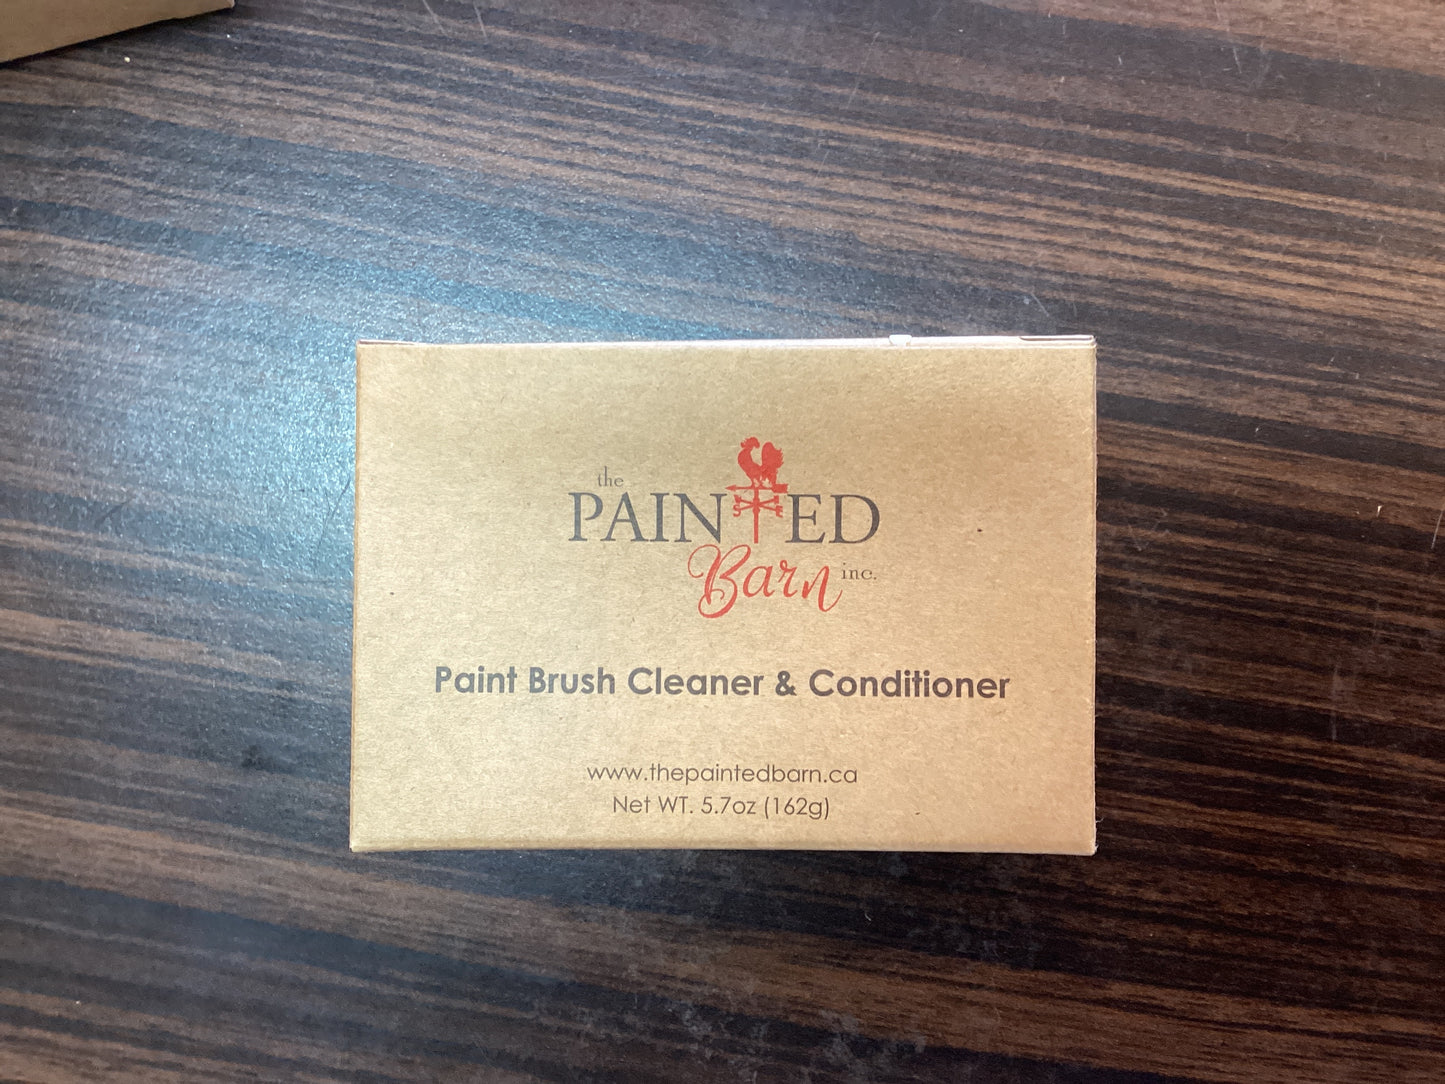 the
PAINTED
Barn inc.
Paint Brush Cleaner & Conditioner
www.thepaintedbarn.ca
Net WT. 5.7oz (162g)